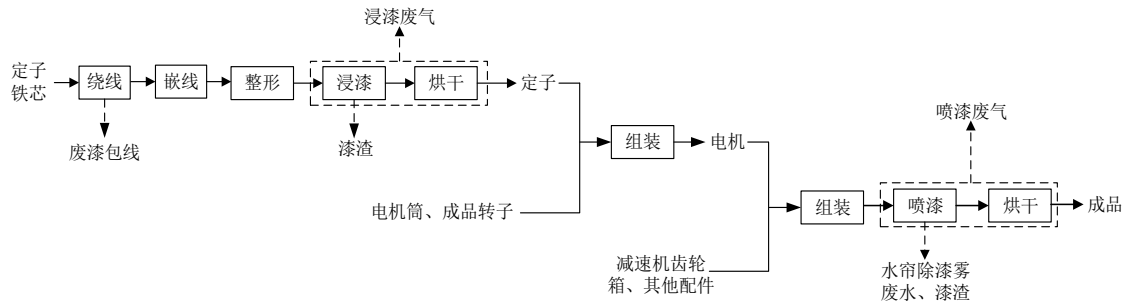 浸漆废气
定子
铁芯
绕线
嵌线
整形
浸漆
烘干
定子
废漆包线
漆渣
组装
电机
电机筒、成品转子
喷漆废气
组装
喷漆
烘干
成品
减速机齿轮
箱、其他配件
水帘除漆雾
废水、漆渣